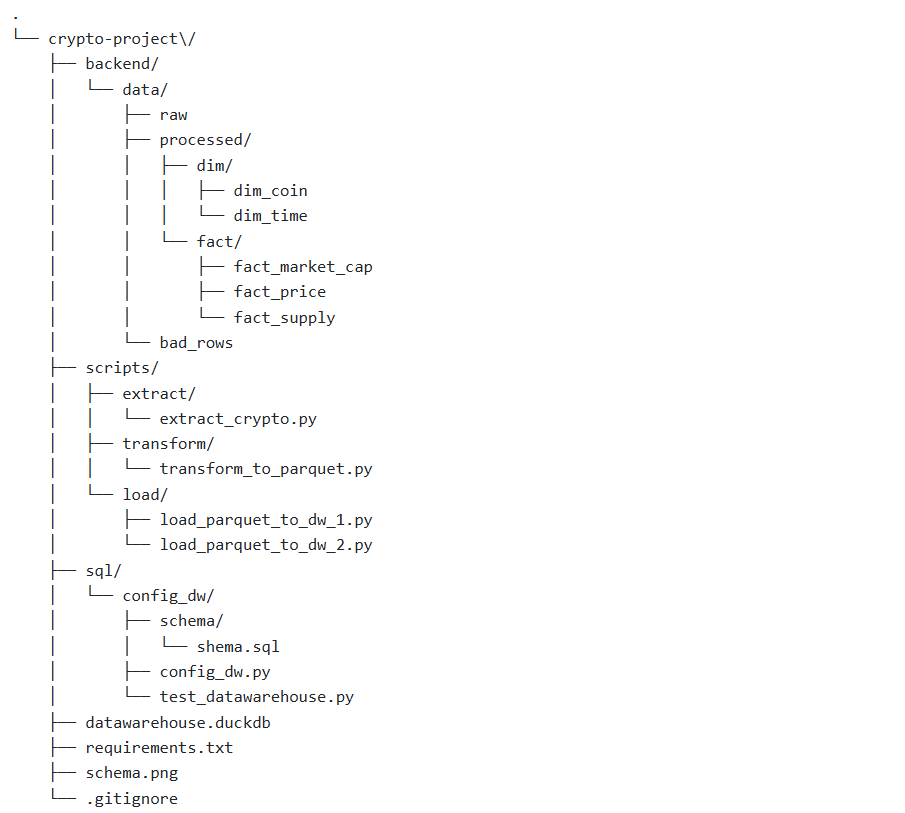 .
└── crypto-project\/
    ├── backend/
    │   └── data/
    │       ├── raw
    │       ├── processed/
    │       │   ├── dim/
    │       │   │   ├── dim_coin
    │       │   │   └── dim_time
    │       │   └── fact/
    │       │       ├── fact_market_cap
    │       │       ├── fact_price
    │       │       └── fact_supply
    │       └── bad_rows
    ├── scripts/
    │   ├── extract/
    │   │   └── extract_crypto.py
    │   ├── transform/
    │   │   └── transform_to_parquet.py
    │   └── load/
    │       ├── load_parquet_to_dw_1.py
    │       └── load_parquet_to_dw_2.py
    ├── sql/
    │   └── config_dw/
    │       ├── schema/
    │       │   └── shema.sql
    │       ├── config_dw.py
    │       └── test_datawarehouse.py
    ├── datawarehouse.duckdb
    ├── requirements.txt
    ├── schema.png
    └── .gitignore